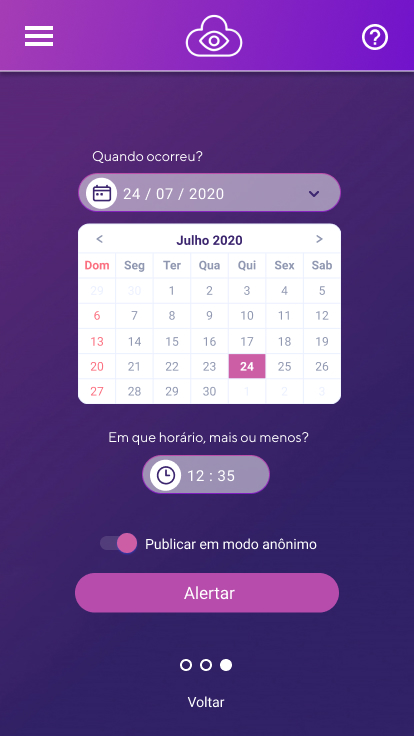 Quando ocorreu?
24 / 07 / 2020
< Julho 2020 >
Dom Seg Ter Qua Qui Sex Sab
29 30 1 2 3 4 5
6 7 8 9 10 11 12
13 14 15 16 17 18 19
20 21 22 23 24 25 26
27 28 29 30 1 2 3
Em que horário, mais ou menos?
12 : 35
Publicar em modo anônimo
Alertar
Voltar